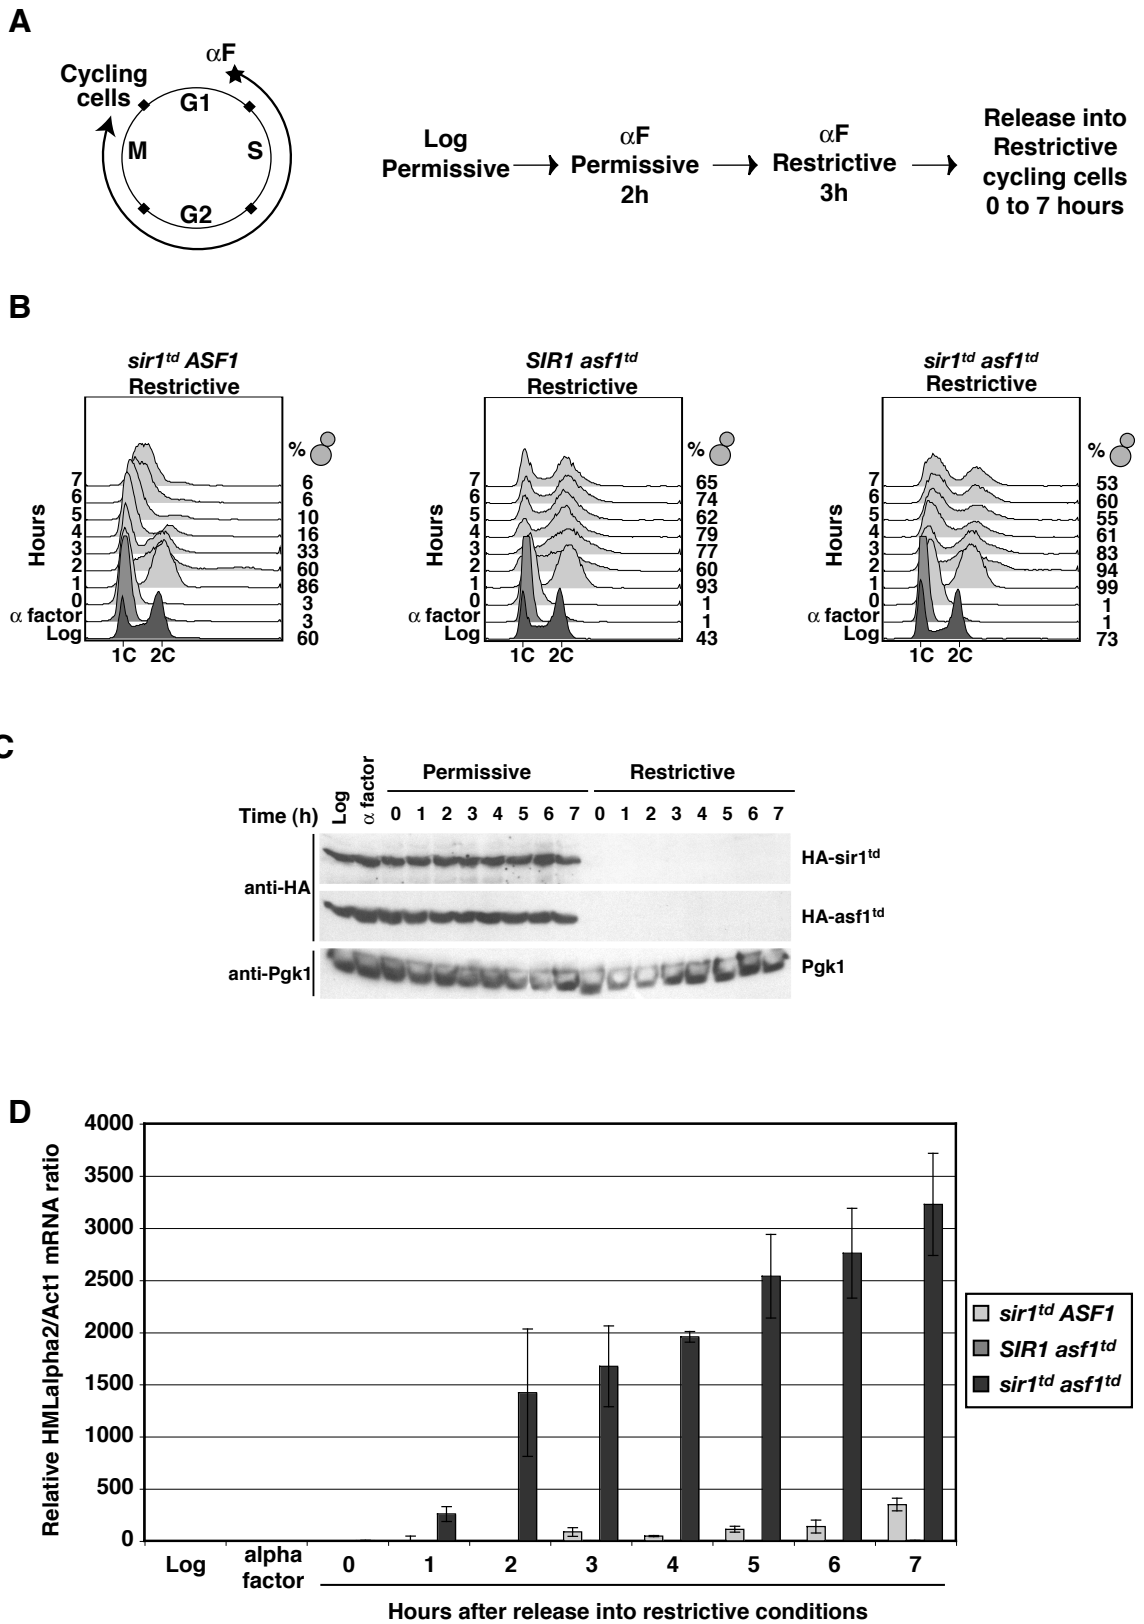 A
αF
Cycling
cells
G1
M
S
G2
Log
Permissive
αF
Permissive
2h
αF
Restrictive
3h
Release into
Restrictive
cycling cells
0 to 7 hours
B
sir1td ASF1
Restrictive
%
Hours
7 6
6 6
5 10
4 16
3 33
2 60
1 86
0 3
α factor 3
Log 60
1C 2C
SIR1 asf1td
Restrictive
%
Hours
7 65
6 74
5 62
4 79
3 77
2 60
1 93
0 1
α factor 1
Log 43
1C 2C
sir1td asf1td
Restrictive
%
Hours
7 53
6 60
5 55
4 61
3 83
2 94
1 99
0 1
α factor 1
Log 73
1C 2C
C
Permissive Restrictive
Time (h) Log α factor 0 1 2 3 4 5 6 7 0 1 2 3 4 5 6 7
anti-HA
HA-sir1td
HA-asf1td
anti-Pgk1
Pgk1
D
Relative HMLalpha2/Act1 mRNA ratio
4000
3500
3000
2500
2000
1500
1000
500
0
Log alpha factor 0 1 2 3 4 5 6 7
Hours after release into restrictive conditions
sir1td ASF1
SIR1 asf1td
sir1td asf1td